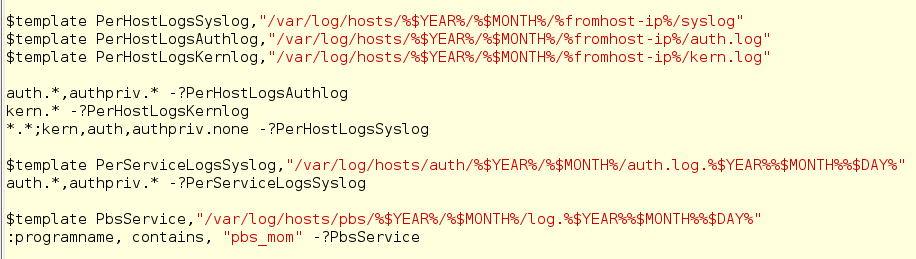 $template PerHostLogsSyslog,"/var/log/hosts/%$YEAR%/%$MONTH%/%fromhost-ip%/syslog"
$template PerHostLogsAuthlog,"/var/log/hosts/%$YEAR%/%$MONTH%/%fromhost-ip%/auth.log"
$template PerHostLogsKernlog,"/var/log/hosts/%$YEAR%/%$MONTH%/%fromhost-ip%/kern.log"
auth.*,authpriv.* -?PerHostLogsAuthlog
kern.* -?PerHostLogsKernlog
*.*;kern,auth,authpriv.none -?PerHostLogsSyslog
$template PerServiceLogsSyslog,"/var/log/hosts/auth/%$YEAR%/%$MONTH%/auth.log.%$YEAR%%$MONTH%%$DAY%"
auth.*,authpriv.* -?PerServiceLogsSyslog
$template PbsService,"/var/log/hosts/pbs/%$YEAR%/%$MONTH%/log.%$YEAR%%$MONTH%%$DAY%"
:programname, contains, "pbs_mom" -?PbsService